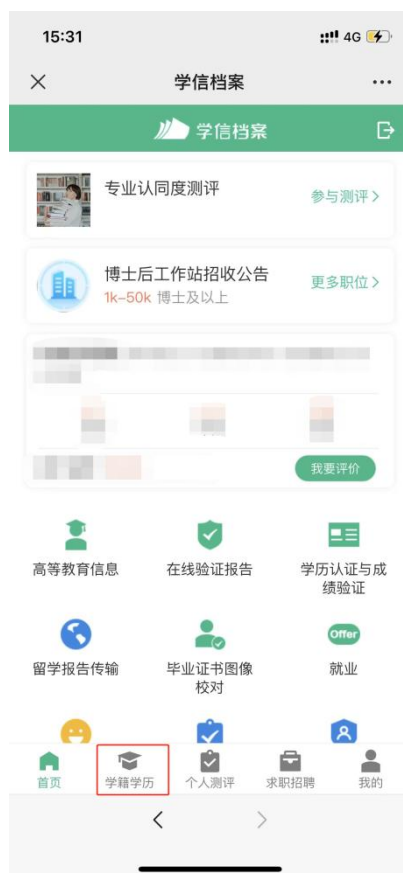 15:31
4G
学信档案
学信档案
专业认同度测评
参与测评 >
博士后工作站招收公告
1k–50k 博士及以上
更多职位 >
我要评价
高等教育信息
在线验证报告
学历认证与成
绩验证
留学报告传输
毕业证书图像
校对
Offer
就业
首页
学籍学历
个人测评
求职招聘
我的